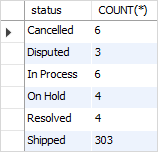 status COUNT(*)
Cancelled 6
Disputed 3
In Process 6
On Hold 4
Resolved 4
Shipped 303